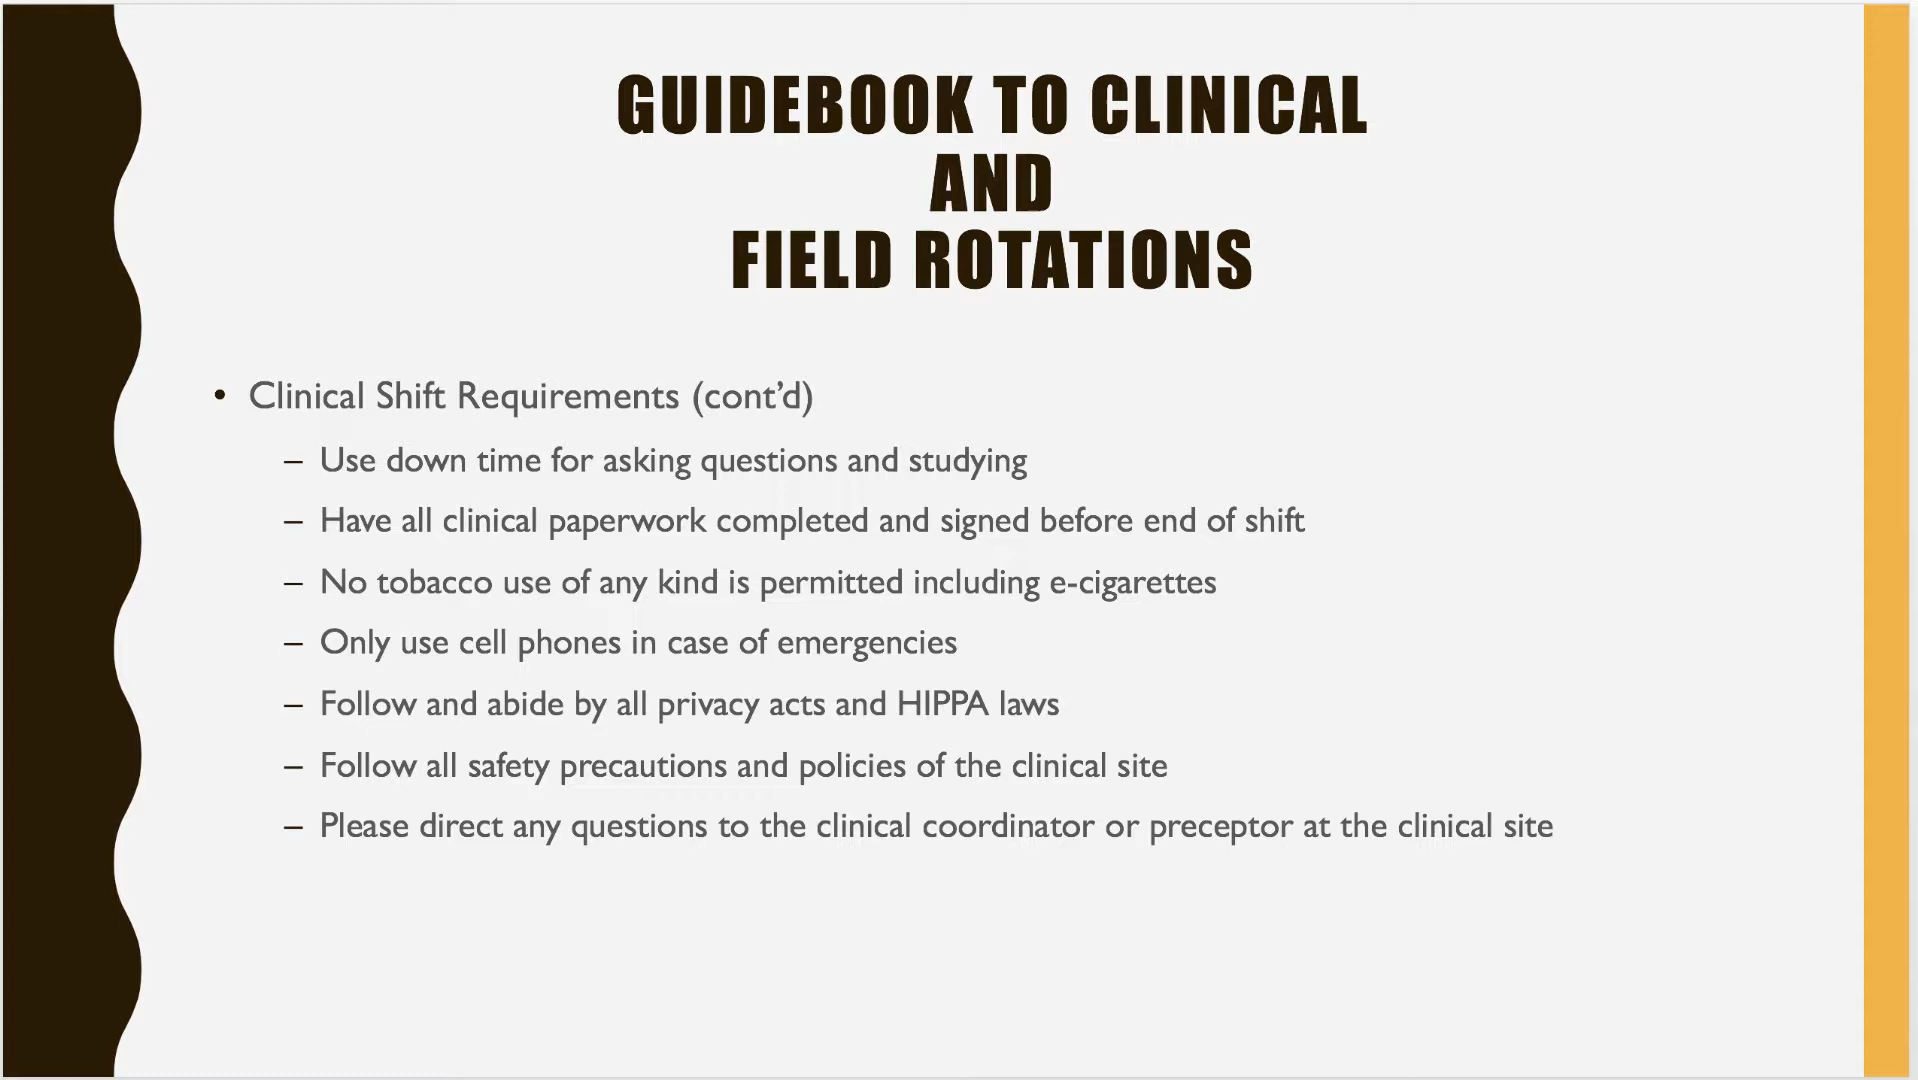 GUIDEBOOK TO CLINICAL
AND
FIELD ROTATIONS
• Clinical Shift Requirements (cont’d)
– Use down time for asking questions and studying
– Have all clinical paperwork completed and signed before end of shift
– No tobacco use of any kind is permitted including e-cigarettes
– Only use cell phones in case of emergencies
– Follow and abide by all privacy acts and HIPPA laws
– Follow all safety precautions and policies of the clinical site
– Please direct any questions to the clinical coordinator or preceptor at the clinical site